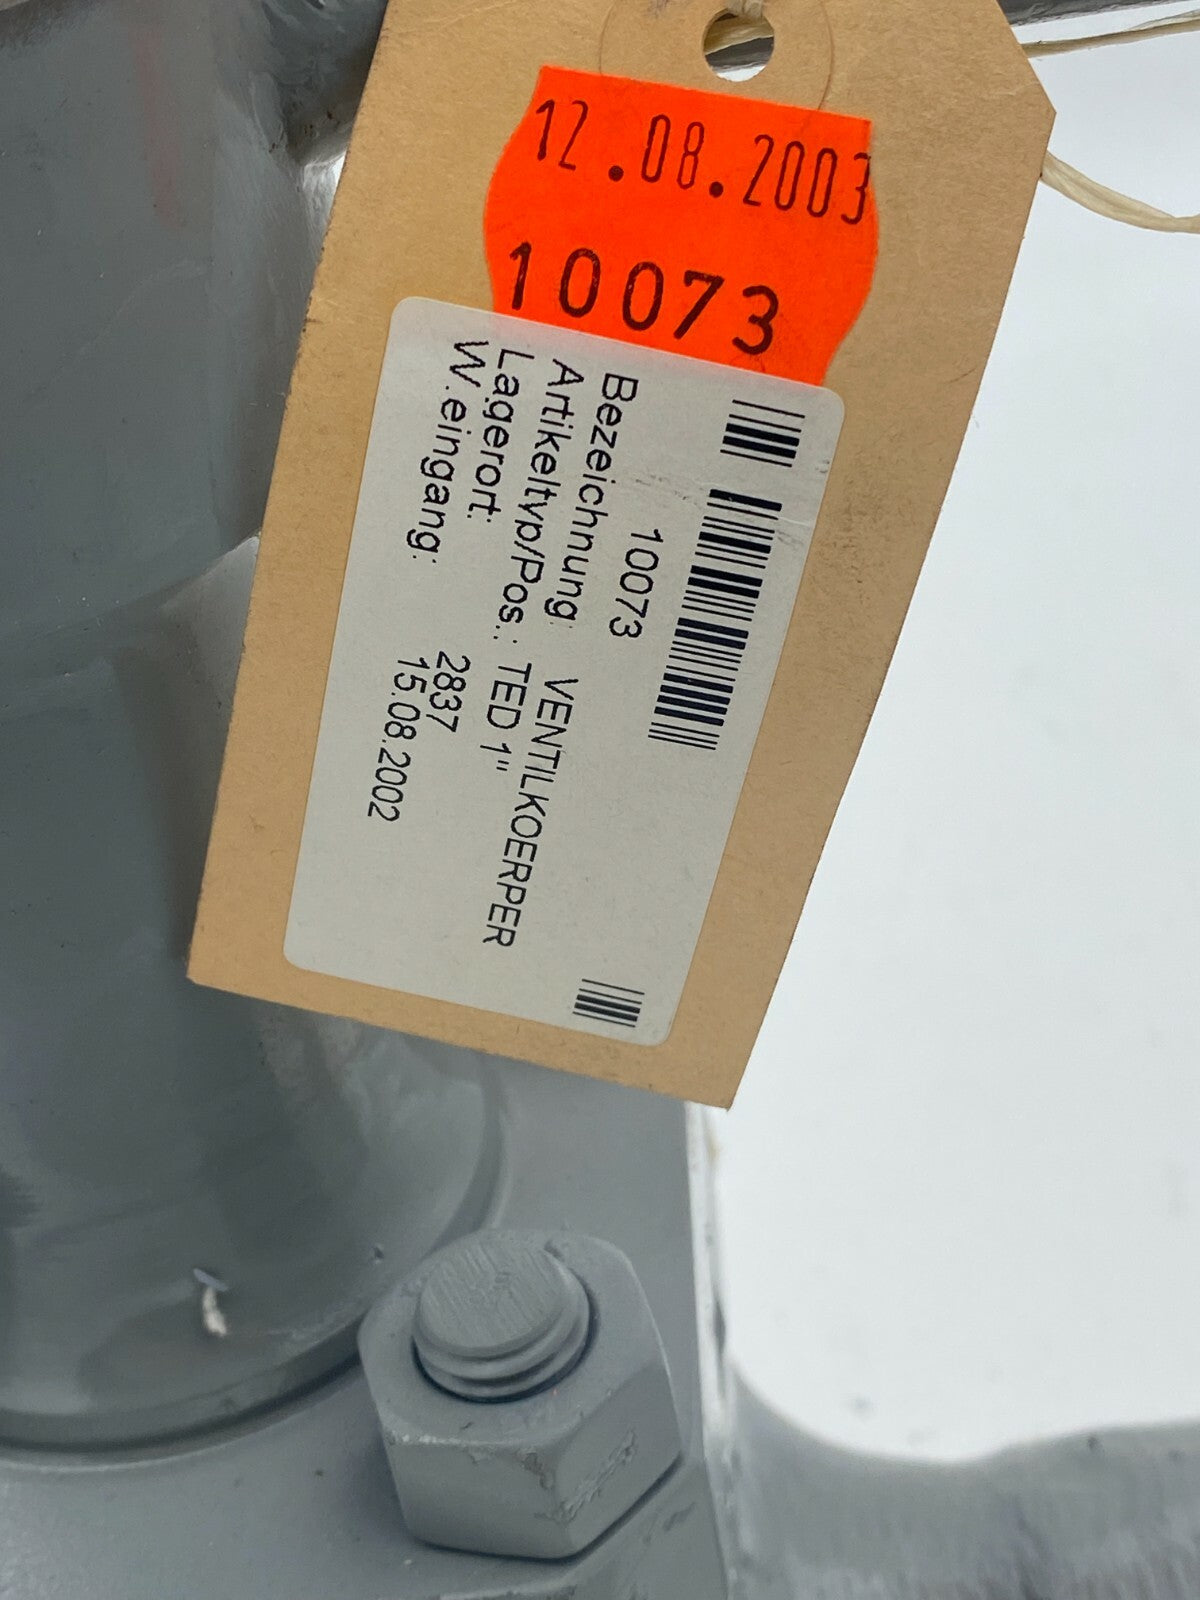 12.08.2003
10073
10073
Bezeichnung: VENTILKOERPER
Artikeltyp/Pos.: TED 1"
Lagerort: 2837
W.eingang: 15.08.2002